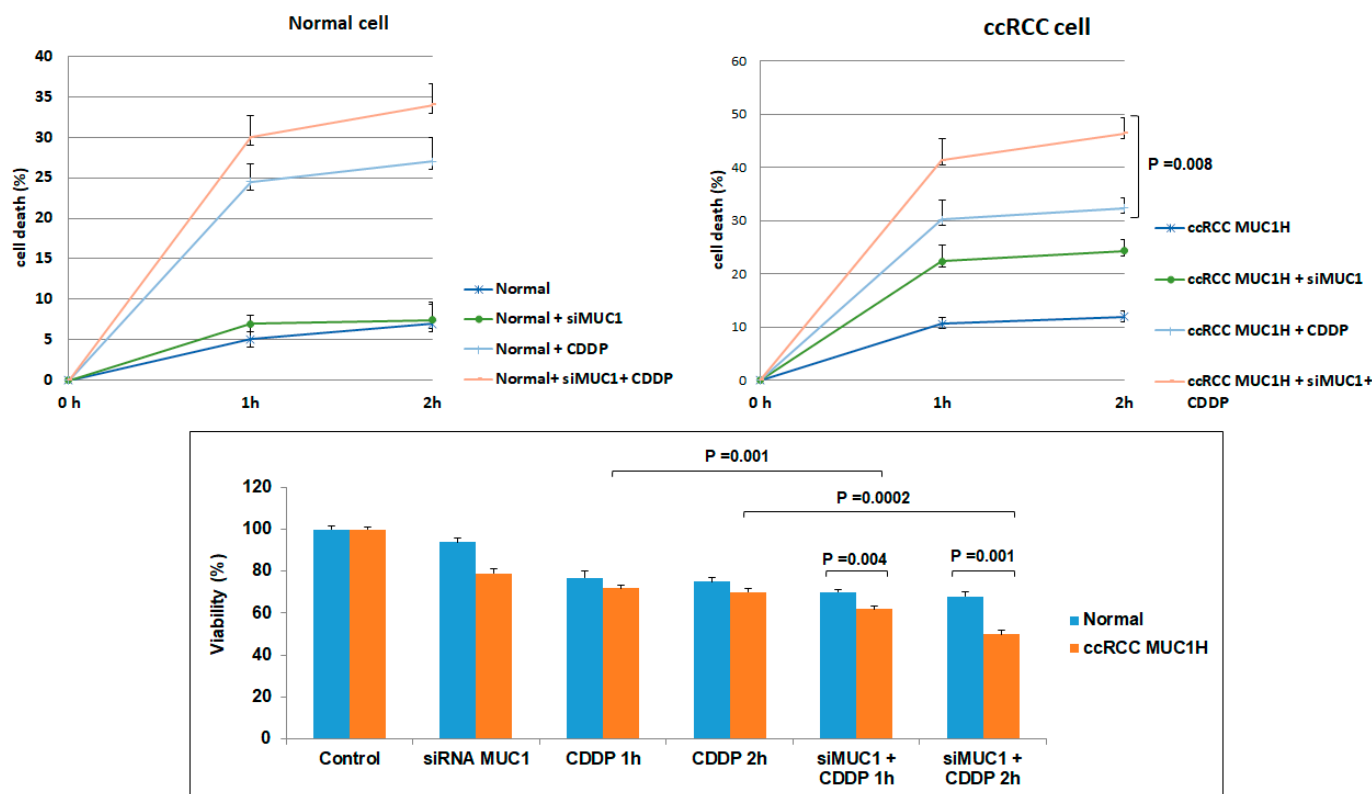 Normal cell
40
35
30
25
20
15
10
5
0
cell death (%)
0 h
1h
2h
Normal
Normal + siMUC1
Normal + CDDP
Normal+ siMUC1+ CDDP
ccRCC cell
60
50
40
30
20
10
0
cell death (%)
0 h
1h
2h
P =0.008
ccRCC MUC1H
ccRCC MUC1H + siMUC1
ccRCC MUC1H + CDDP
ccRCC MUC1H + siMUC1+
CDDP
P =0.001
P =0.0002
P =0.004
P =0.001
120
100
80
60
40
20
0
Viability (% )
Control
siRNA MUC1
CDDP 1h
CDDP 2h
siMUC1 +
CDDP 1h
siMUC1 +
CDDP 2h
Normal
ccRCC MUC1H